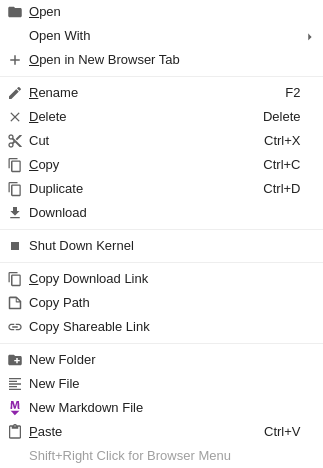 Open
Open With
Open in New Browser Tab
Rename F2
Delete Delete
Cut Ctrl+X
Copy Ctrl+C
Duplicate Ctrl+D
Download
Shut Down Kernel
Copy Download Link
Copy Path
Copy Shareable Link
New Folder
New File
M New Markdown File
Paste Ctrl+V
Shift+Right Click for Browser Menu